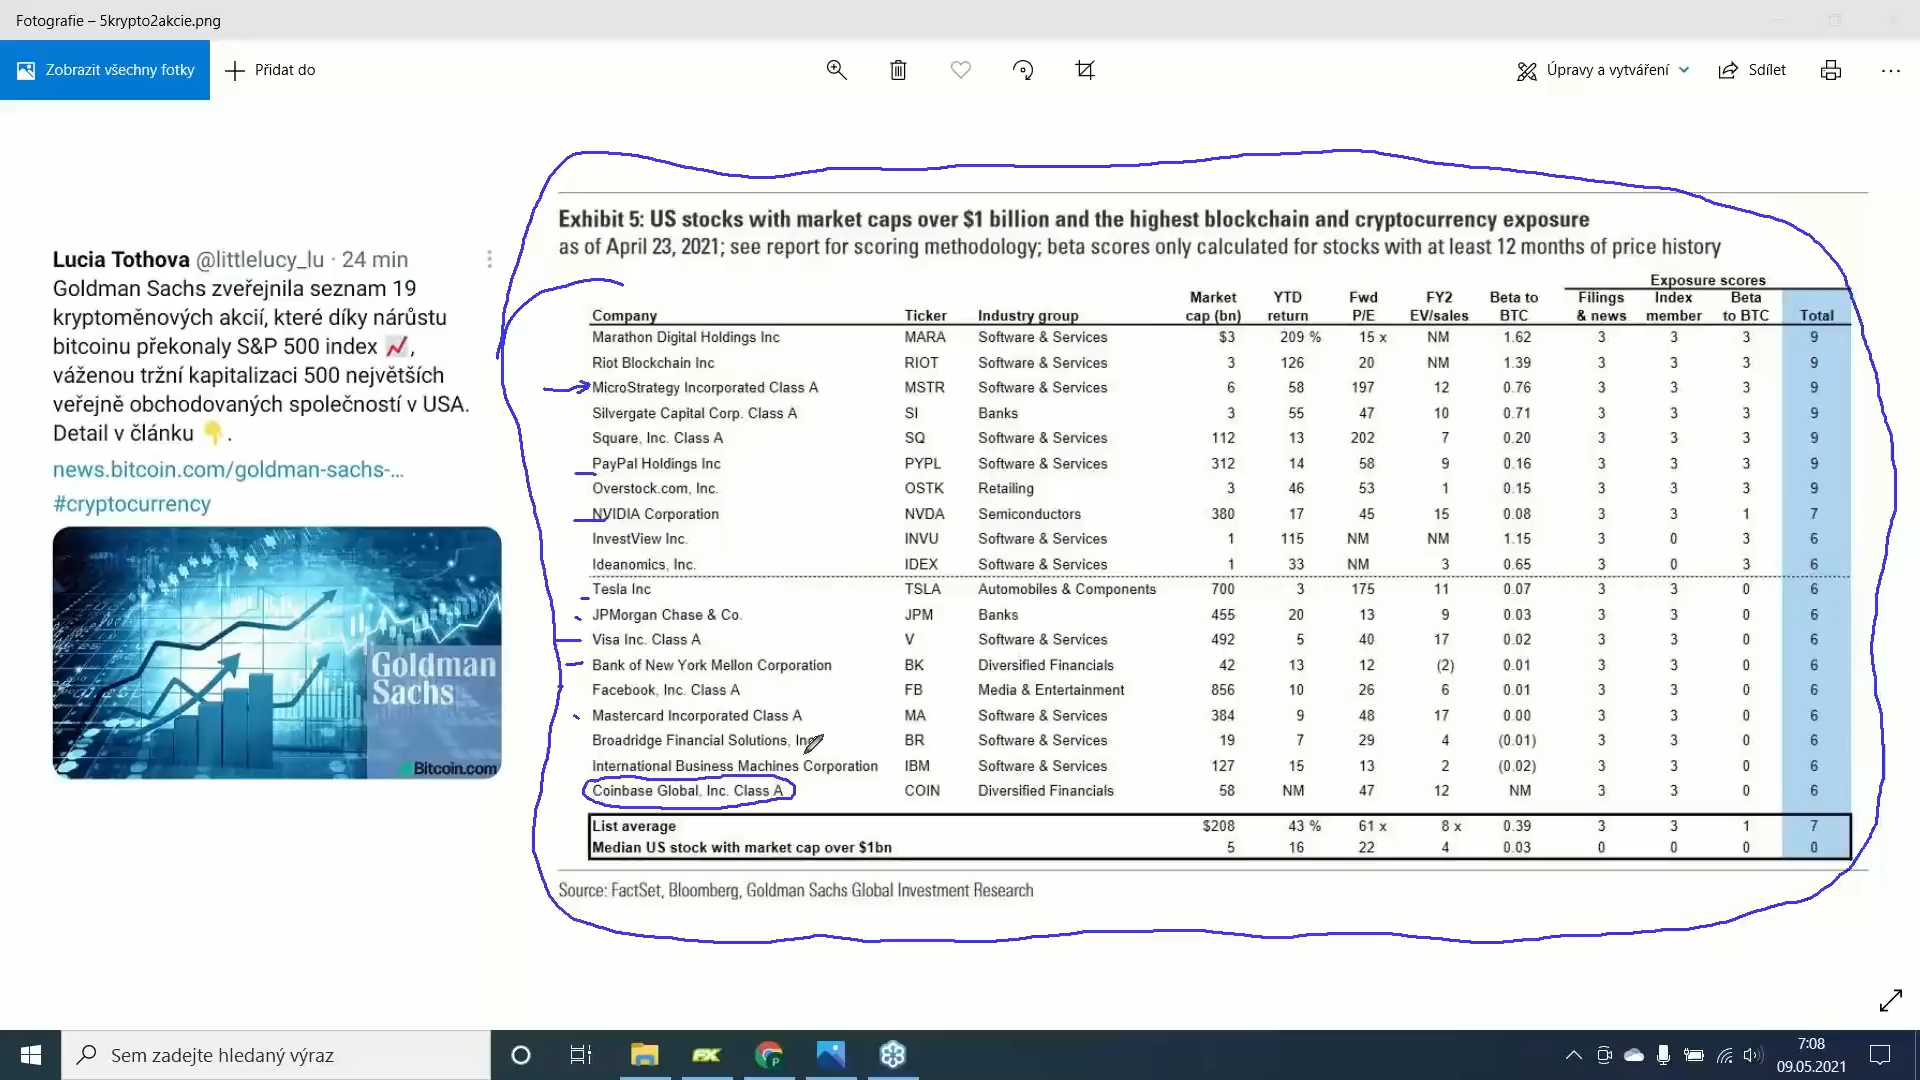 Fotografie – 5krypto2akcie.png
Zobrazit všechny fotky
Přidat do
Úpravy a vytváření
Sdílet
Lucia Tothova @littlelucy_lu · 24 min
Goldman Sachs zveřejnila seznam 19
kryptoměnových akcií, které díky nárůstu
bitcoinu překonaly S&P 500 index 📈,
váženou tržní kapitalizaci 500 největších
veřejně obchodovaných společností v USA.
Detail v článku 👇.
news.bitcoin.com/goldman-sachs-...
#cryptocurrency
Goldman
Sachs
Bitcoin.com
Exhibit 5: US stocks with market caps over $1 billion and the highest blockchain and cryptocurrency exposure
as of April 23, 2021; see report for scoring methodology; beta scores only calculated for stocks with at least 12 months of price history
Exposure scores
Market YTD Fwd FY2 Beta to Filings Index Beta
Company Ticker Industry group cap (bn) return P/E EV/sales BTC & news member to BTC Total
Marathon Digital Holdings Inc MARA Software & Services $3 209 % 15 x NM 1.62 3 3 3 9
Riot Blockchain Inc RIOT Software & Services 3 126 20 NM 1.39 3 3 3 9
MicroStrategy Incorporated Class A MSTR Software & Services 6 58 197 12 0.76 3 3 3 9
Silvergate Capital Corp. Class A SI Banks 3 55 47 10 0.71 3 3 3 9
Square, Inc. Class A SQ Software & Services 112 13 202 7 0.20 3 3 3 9
PayPal Holdings Inc PYPL Software & Services 312 14 58 9 0.16 3 3 3 9
Overstock.com, Inc. OSTK Retailing 3 46 53 1 0.15 3 3 3 9
NVIDIA Corporation NVDA Semiconductors 380 17 45 15 0.08 3 3 1 7
InvestView Inc. INVU Software & Services 1 115 NM NM 1.15 3 0 3 6
Ideanomics, Inc. IDEX Software & Services 1 33 NM 3 0.65 3 0 3 6
Tesla Inc TSLA Automobiles & Components 700 3 175 11 0.07 3 3 0 6
JPMorgan Chase & Co. JPM Banks 455 20 13 9 0.03 3 3 0 6
Visa Inc. Class A V Software & Services 492 5 40 17 0.02 3 3 0 6
Bank of New York Mellon Corporation BK Diversified Financials 42 13 12 (2) 0.01 3 3 0 6
Facebook, Inc. Class A FB Media & Entertainment 856 10 26 6 0.01 3 3 0 6
Mastercard Incorporated Class A MA Software & Services 384 9 48 17 0.00 3 3 0 6
Broadridge Financial Solutions, Inc BR Software & Services 19 7 29 4 (0.01) 3 3 0 6
International Business Machines Corporation IBM Software & Services 127 15 13 2 (0.02) 3 3 0 6
Coinbase Global, Inc. Class A COIN Diversified Financials 58 NM 47 12 NM 3 3 0 6
List average $208 43 % 61 x 8 x 0.39 3 3 1 7
Median US stock with market cap over $1bn 5 16 22 4 0.03 0 0 0 0
Source: FactSet, Bloomberg, Goldman Sachs Global Investment Research
Sem zadejte hledaný výraz
FX
P
7:08
09.05.2021